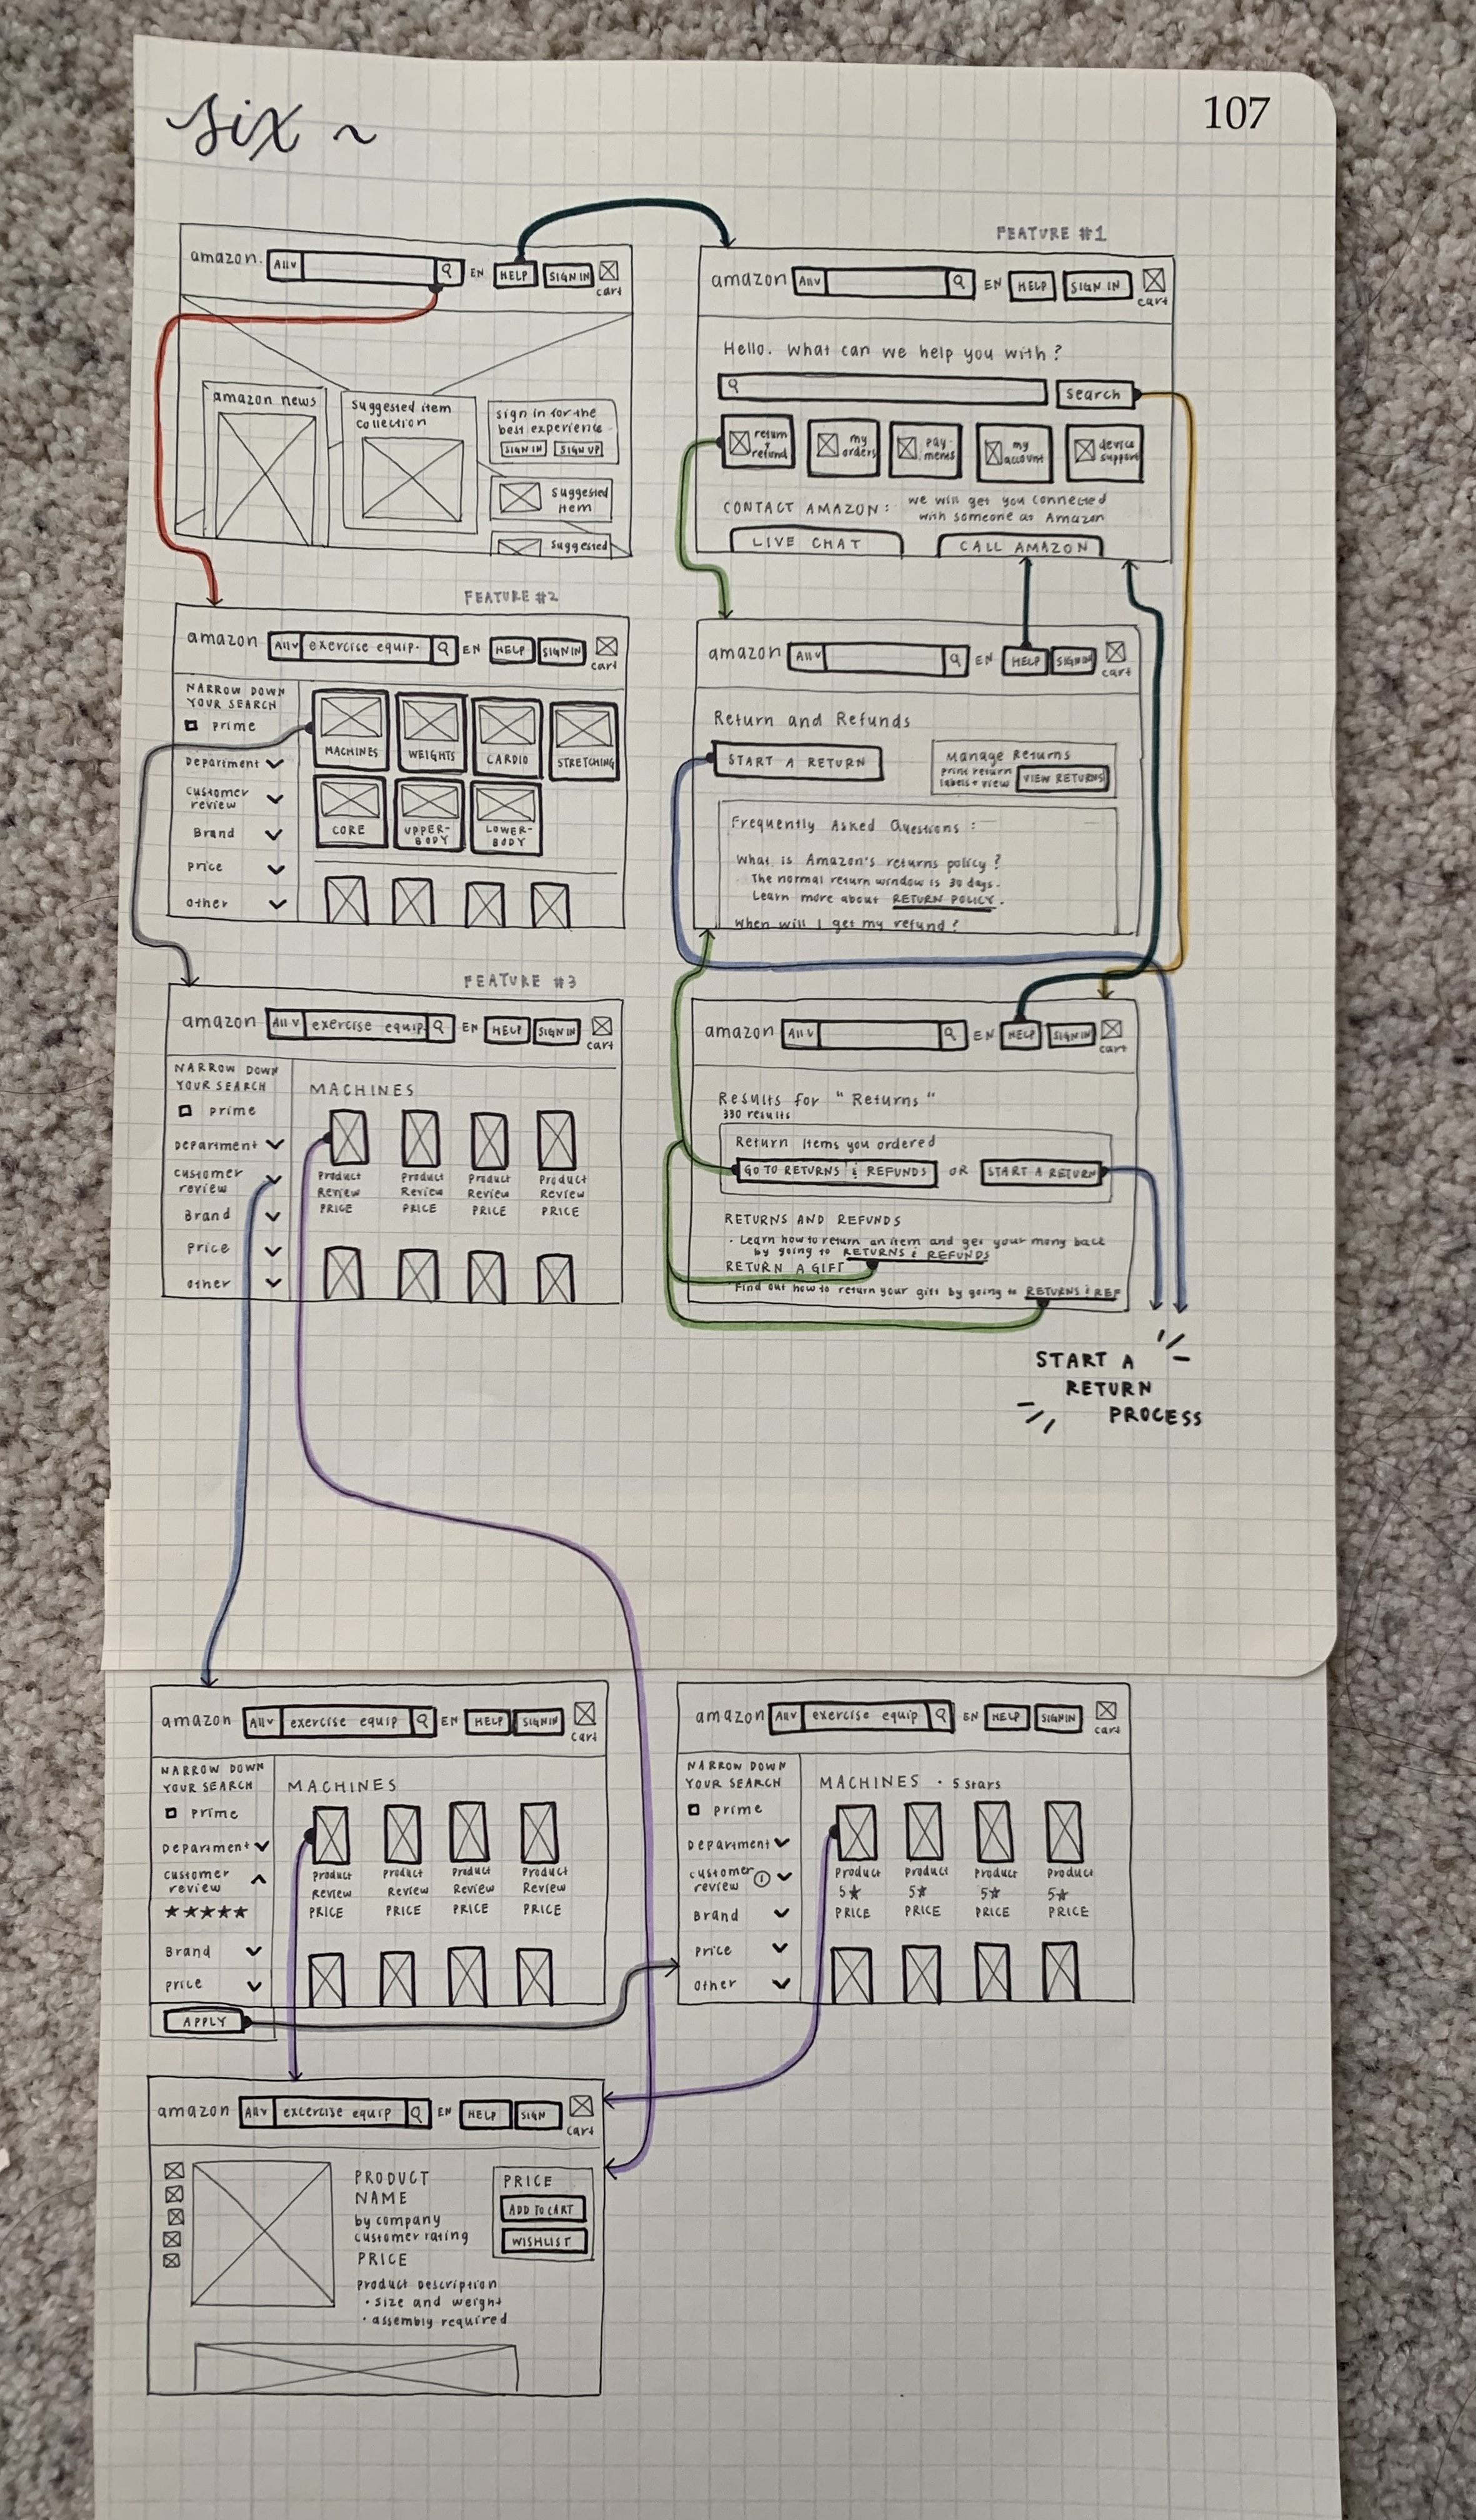 six ~
107
amazon.
All v
EN
HELP
SIGN IN
cart
amazon news
suggested item
collection
sign in for the
best experience
SIGN IN
SIGN UP
suggested
item
suggested
FEATURE #1
amazon
All v
EN
HELP
SIGN IN
cart
Hello. What can we help you with?
search
return
+
refund
my
orders
pay-
ments
my
account
device
support
CONTACT AMAZON:
we will get you connected
with someone at Amazon
LIVE CHAT
CALL AMAZON
FEATURE #2
amazon
All v
exercise equip.
EN
HELP
SIGN IN
cart
NARROW DOWN
YOUR SEARCH
prime
Department
customer
review
Brand
price
other
MACHINES
WEIGHTS
CARDIO
STRETCHING
CORE
UPPER-
BODY
LOWER-
BODY
amazon
All v
EN
HELP
SIGN IN
cart
Return and Refunds
START A RETURN
Manage Returns
print return
labels + view
VIEW RETURNS
Frequently Asked Questions :
What is Amazon's returns policy?
The normal return window is 30 days.
Learn more about RETURN POLICY.
When will I get my refund?
FEATURE #3
amazon
All v
exercise equip.
EN
HELP
SIGN IN
cart
NARROW DOWN
YOUR SEARCH
prime
Department
customer
review
Brand
price
other
MACHINES
Product Product Product Product
Review Review Review Review
PRICE PRICE PRICE PRICE
amazon
All v
EN
HELP
SIGN IN
cart
Results for "Returns"
330 results
Return items you ordered
GO TO RETURNS & REFUNDS
OR
START A RETURN
RETURNS AND REFUNDS
· Learn how to return an item and get your mony back
by going to RETURNS & REFUNDS
RETURN A GIFT
· Find out how to return your gift by going to RETURNS & REF
START A
RETURN
PROCESS
amazon
All v
exercise equip
EN
HELP
SIGN IN
cart
NARROW DOWN
YOUR SEARCH
prime
Department
customer
review
★★★★★
Brand
price
APPLY
MACHINES
Product Product Product Product
Review Review Review Review
PRICE PRICE PRICE PRICE
amazon
All v
exercise equip
EN
HELP
SIGN IN
cart
NARROW DOWN
YOUR SEARCH
prime
Department
customer
review
1
Brand
price
other
MACHINES · 5 stars
Product Product Product Product
5★ 5★ 5★ 5★
PRICE PRICE PRICE PRICE
amazon
All v
excercise equip
EN
HELP
SIGN
cart
PRODUCT
NAME
by company
customer rating
PRICE
product description
· size and weight
· assembly required
PRICE
ADD TO CART
WISHLIST